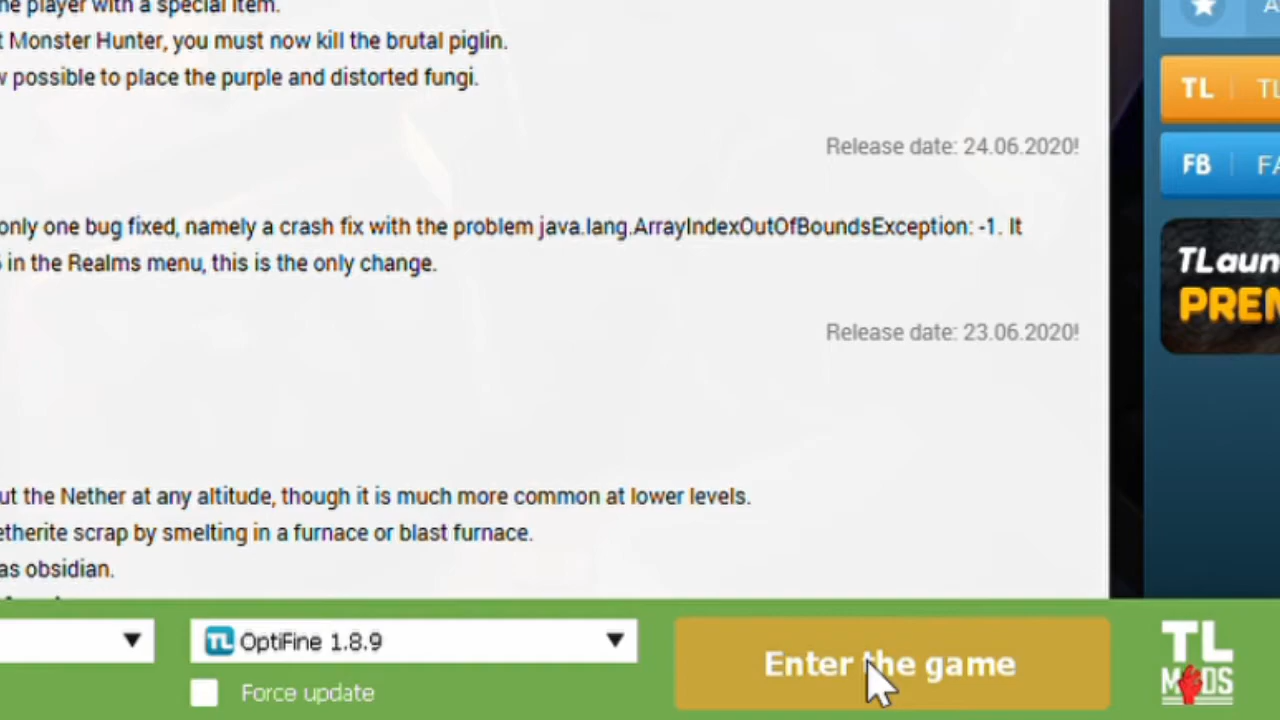 he player with a special item.
t Monster Hunter, you must now kill the brutal piglin.
w possible to place the purple and distorted fungi.
Release date: 24.06.2020!
only one bug fixed, namely a crash fix with the problem java.lang.ArrayIndexOutOfBoundsException: -1. It
in the Realms menu, this is the only change.
Release date: 23.06.2020!
ut the Nether at any altitude, though it is much more common at lower levels.
etherite scrap by smelting in a furnace or blast furnace.
as obsidian.
A
TL TL
FB FA
TLaun
PREM
TL OptiFine 1.8.9
Force update
Enter the game
TL
MODS